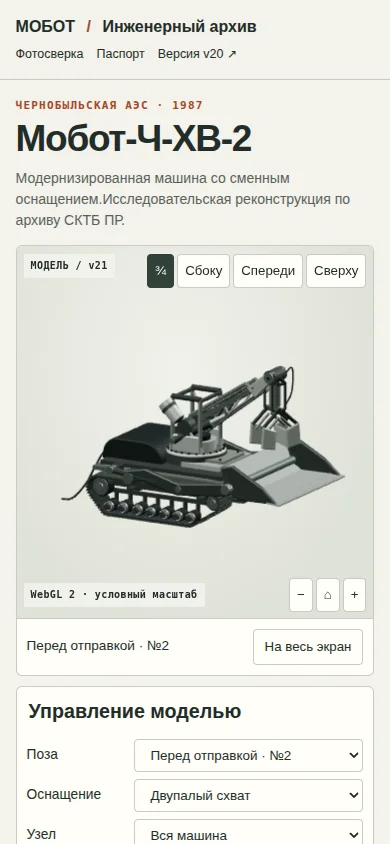 МОБОТ / Инженерный архив
Фотосверка Паспорт Версия v20 ↗
ЧЕРНОБЫЛЬСКАЯ АЭС · 1987
Мобот-Ч-ХВ-2
Модернизированная машина со сменным
оснащением.Исследовательская реконструкция по
архиву СКТБ ПР.
МОДЕЛЬ / v21
¾ Сбоку Спереди Сверху
WebGL 2 · условный масштаб
− ⌂ +
Перед отправкой · №2
На весь экран
Управление моделью
Поза Перед отправкой · №2
Оснащение Двупалый схват
Узел Вся машина